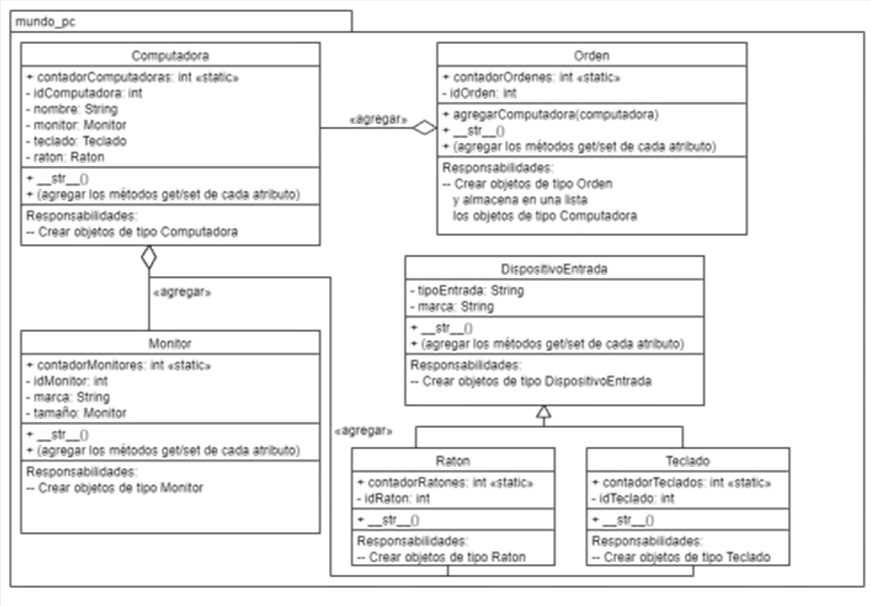 mundo_pc
Computadora
+ contadorComputadoras: int «static»
- idComputadora: int
- nombre: String
- monitor: Monitor
- teclado: Teclado
- raton: Raton
+ __str__()
+ (agregar los métodos get/set de cada atributo)
Responsabilidades:
-- Crear objetos de tipo Computadora
«agregar»
Orden
+ contadorOrdenes: int «static»
- idOrden: int
+ agregarComputadora(computadora)
+ __str__()
+ (agregar los métodos get/set de cada atributo)
Responsabilidades:
-- Crear objetos de tipo Orden
y almacena en una lista
los objetos de tipo Computadora
«agregar»
Monitor
+ contadorMonitores: int «static»
- idMonitor: int
- marca: String
- tamaño: Monitor
+ __str__()
+ (agregar los métodos get/set de cada atributo)
Responsabilidades:
-- Crear objetos de tipo Monitor
DispositivoEntrada
- tipoEntrada: String
- marca: String
+ __str__()
+ (agregar los métodos get/set de cada atributo)
Responsabilidades:
-- Crear objetos de tipo DispositivoEntrada
«agregar»
Raton
+ contadorRatones: int «static»
- idRaton: int
+ __str__()
Responsabilidades:
-- Crear objetos de tipo Raton
Teclado
+ contadorTeclados: int «static»
- idTeclado: int
+ __str__()
Responsabilidades:
-- Crear objetos de tipo Teclado